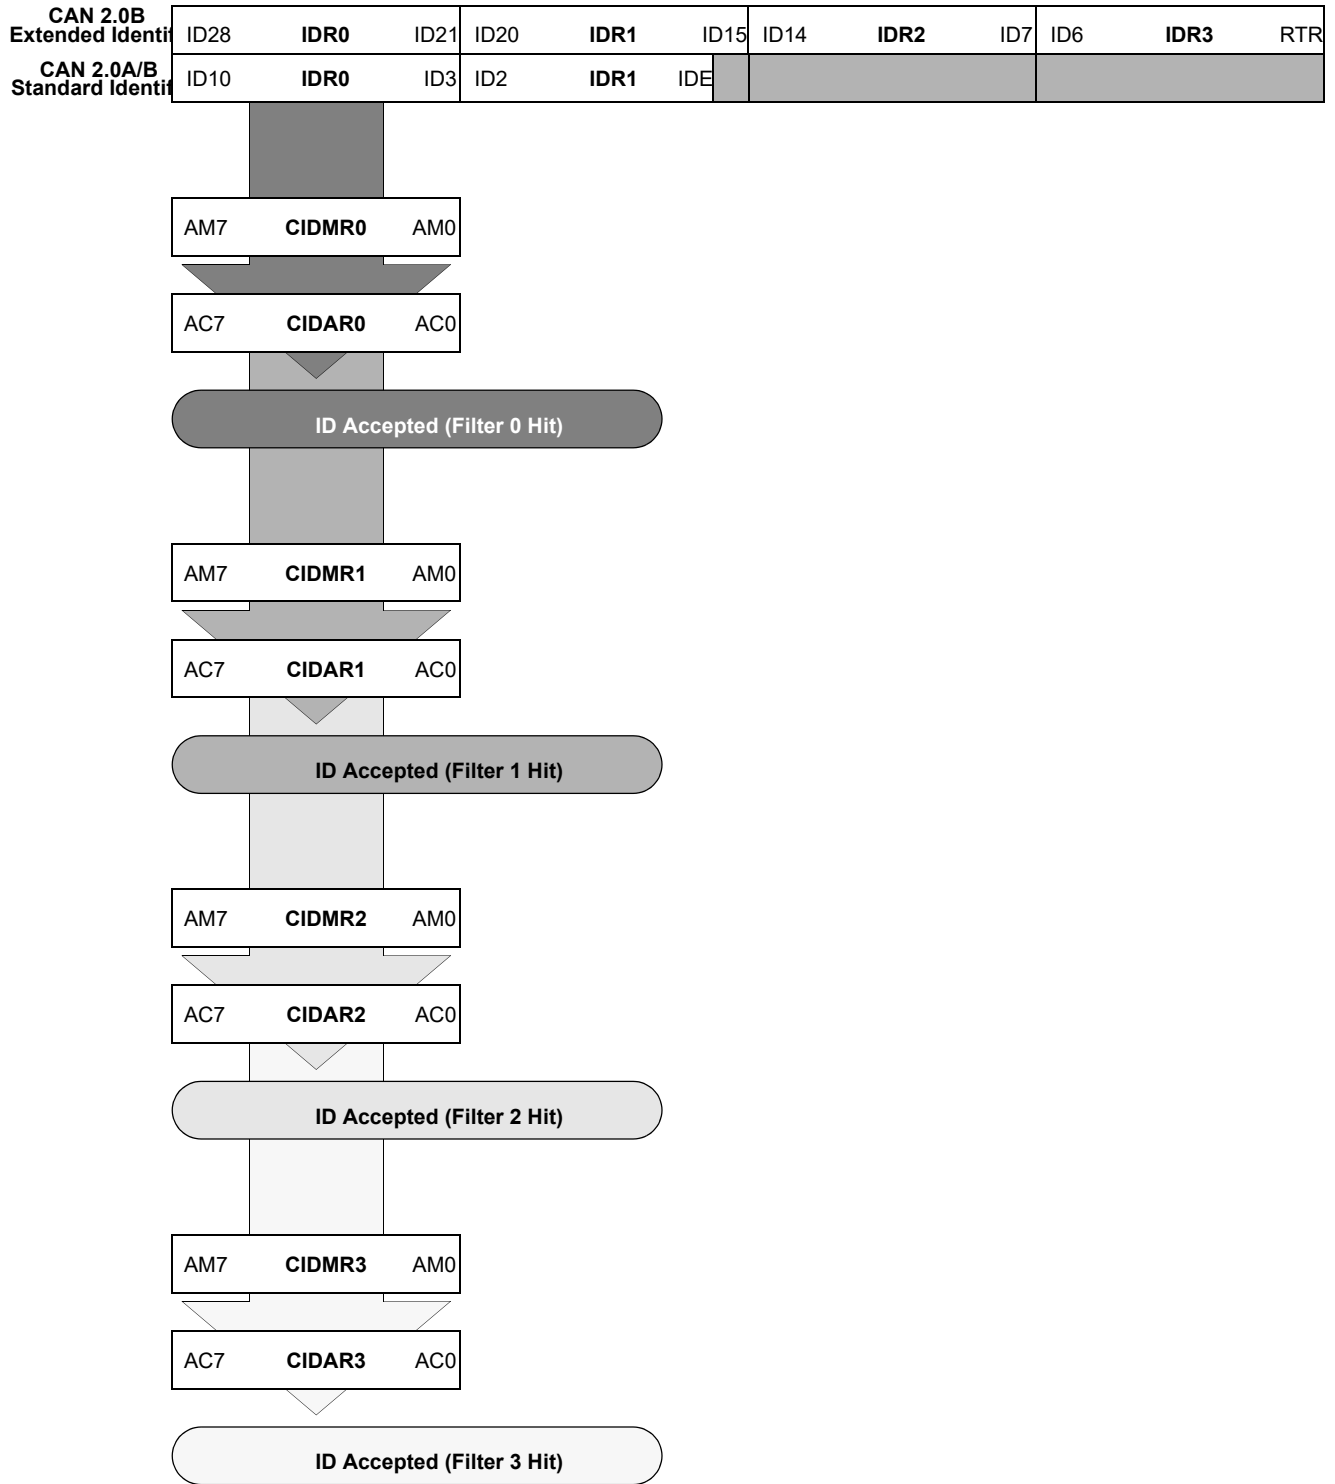 CAN 2.0B
Extended Identif ID28 IDR0 ID21 ID20 IDR1 ID15 ID14 IDR2 ID7 ID6 IDR3 RTR
CAN 2.0A/B
Standard Identif ID10 IDR0 ID3 ID2 IDR1 IDE
AM7 CIDMR0 AM0
AC7 CIDAR0 AC0
ID Accepted (Filter 0 Hit)
AM7 CIDMR1 AM0
AC7 CIDAR1 AC0
ID Accepted (Filter 1 Hit)
AM7 CIDMR2 AM0
AC7 CIDAR2 AC0
ID Accepted (Filter 2 Hit)
AM7 CIDMR3 AM0
AC7 CIDAR3 AC0
ID Accepted (Filter 3 Hit)